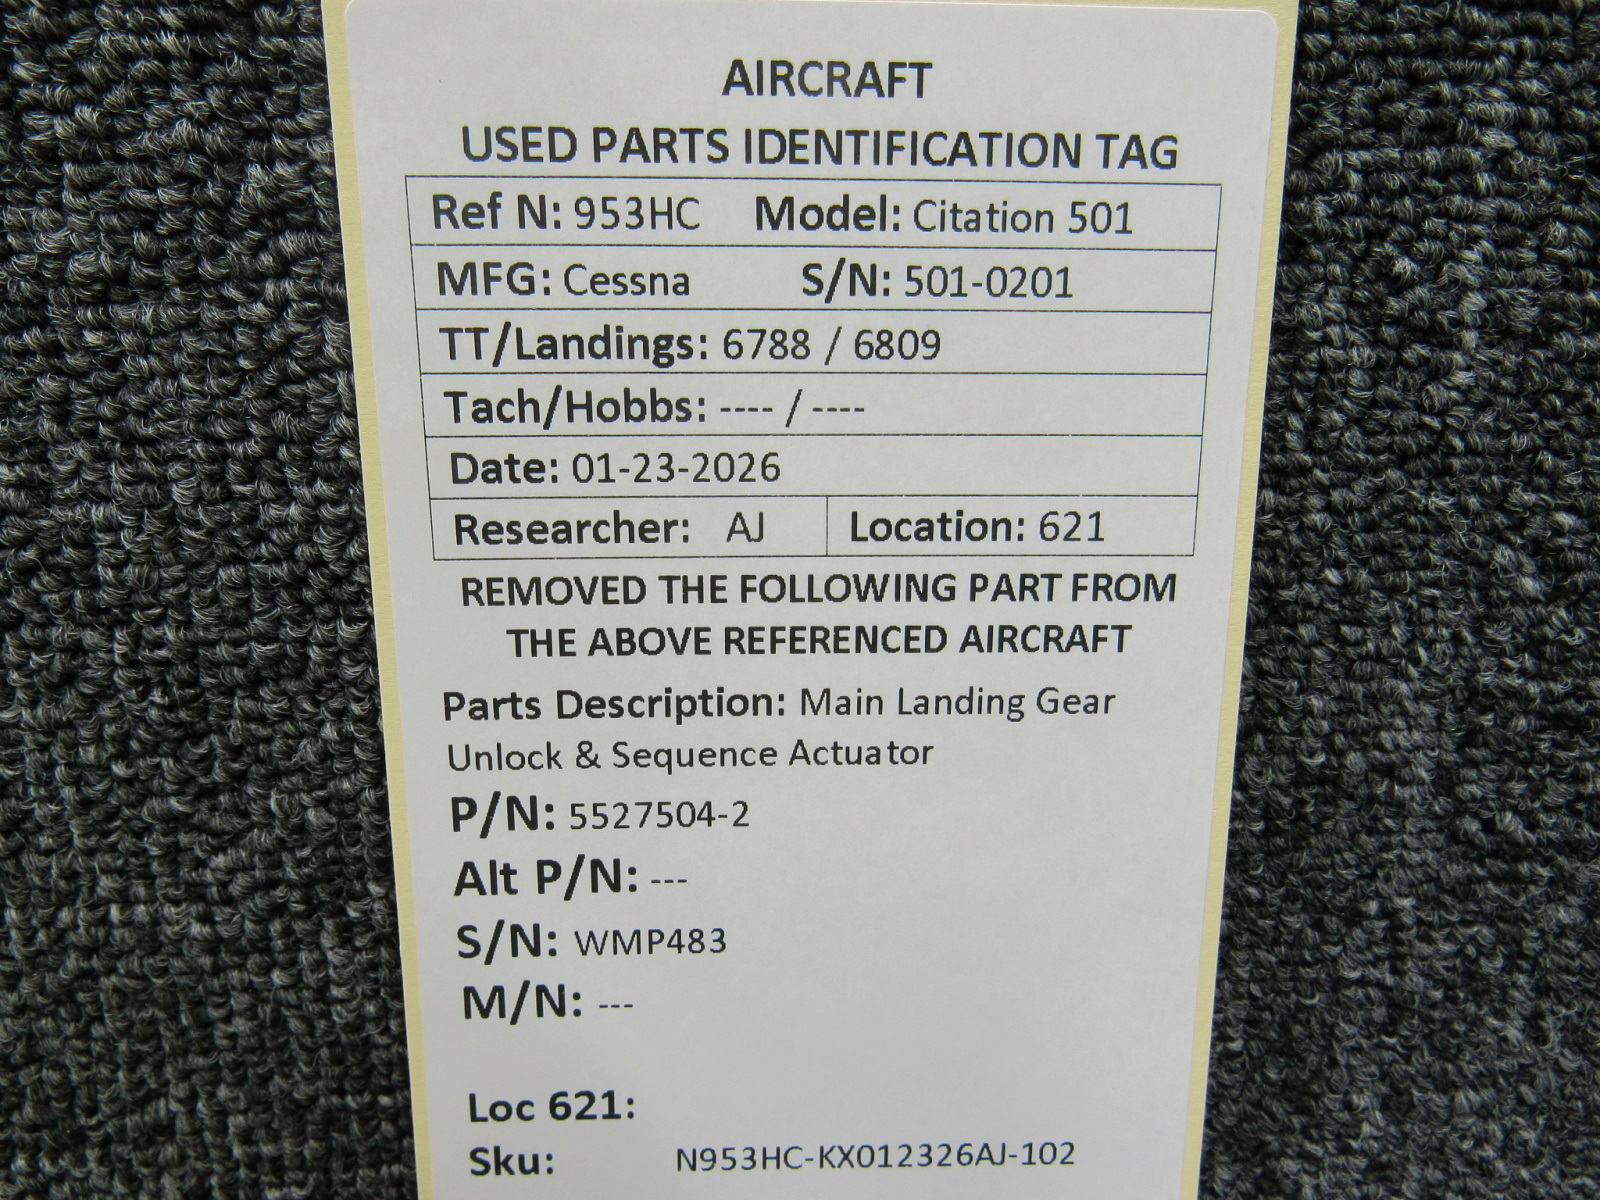 AIRCRAFT
USED PARTS IDENTIFICATION TAG
Ref N: 953HC Model: Citation 501
MFG: Cessna S/N: 501-0201
TT/Landings: 6788 / 6809
Tach/Hobbs: ---- / ----
Date: 01-23-2026
Researcher: AJ Location: 621
REMOVED THE FOLLOWING PART FROM
THE ABOVE REFERENCED AIRCRAFT
Parts Description: Main Landing Gear
Unlock & Sequence Actuator
P/N: 5527504-2
Alt P/N: ---
S/N: WMP483
M/N: ---
Loc 621:
Sku: N953HC-KX012326AJ-102